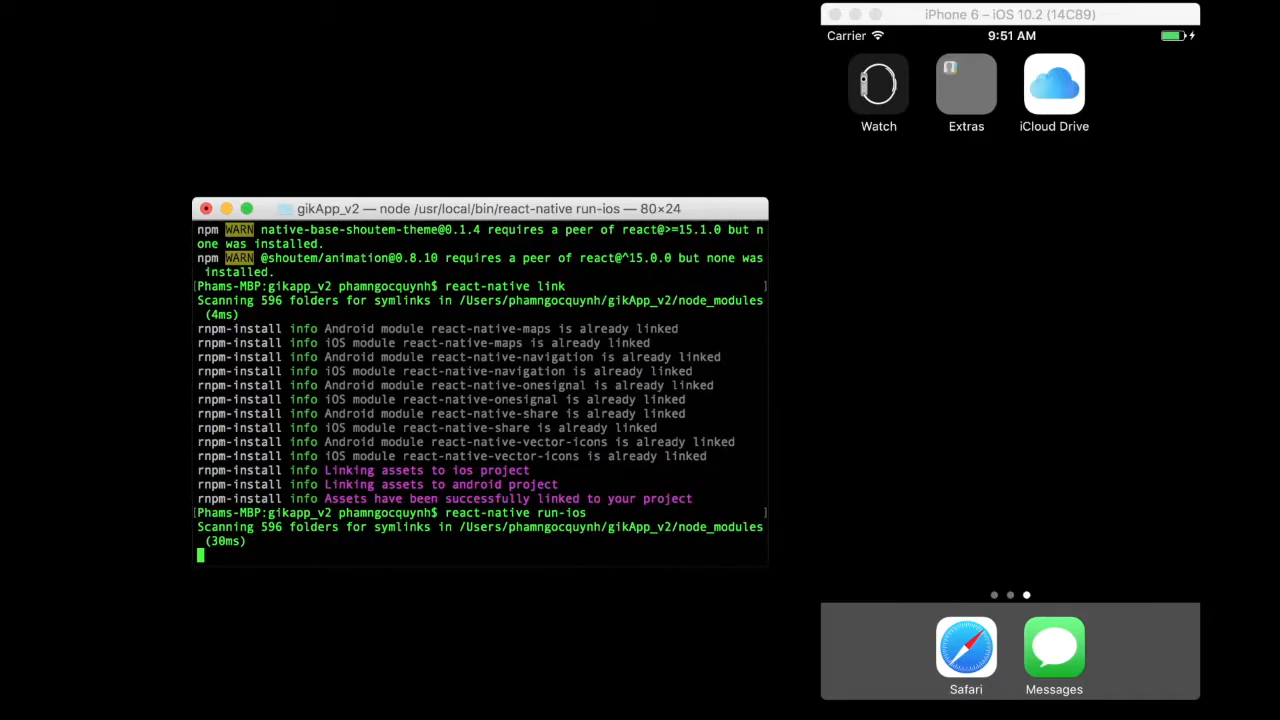 iPhone 6 – iOS 10.2 (14C89)
Carrier
9:51 AM
Watch
Extras
iCloud Drive
gikApp_v2 — node /usr/local/bin/react-native run-ios — 80×24
npm WARN native-base-shoutem-theme@0.1.4 requires a peer of react@>=15.1.0 but n
one was installed.
npm WARN @shoutem/animation@0.8.10 requires a peer of react@^15.0.0 but none was
installed.
[Phams-MBP:gikapp_v2 phamngocquynh$ react-native link ]
Scanning 596 folders for symlinks in /Users/phamngocquynh/gikApp_v2/node_modules
(4ms)
rnpm-install info Android module react-native-maps is already linked
rnpm-install info iOS module react-native-maps is already linked
rnpm-install info Android module react-native-navigation is already linked
rnpm-install info iOS module react-native-navigation is already linked
rnpm-install info Android module react-native-onesignal is already linked
rnpm-install info iOS module react-native-onesignal is already linked
rnpm-install info Android module react-native-share is already linked
rnpm-install info iOS module react-native-share is already linked
rnpm-install info Android module react-native-vector-icons is already linked
rnpm-install info iOS module react-native-vector-icons is already linked
rnpm-install info Linking assets to ios project
rnpm-install info Linking assets to android project
rnpm-install info Assets have been successfully linked to your project
[Phams-MBP:gikapp_v2 phamngocquynh$ react-native run-ios ]
Scanning 596 folders for symlinks in /Users/phamngocquynh/gikApp_v2/node_modules
(30ms)
Safari
Messages